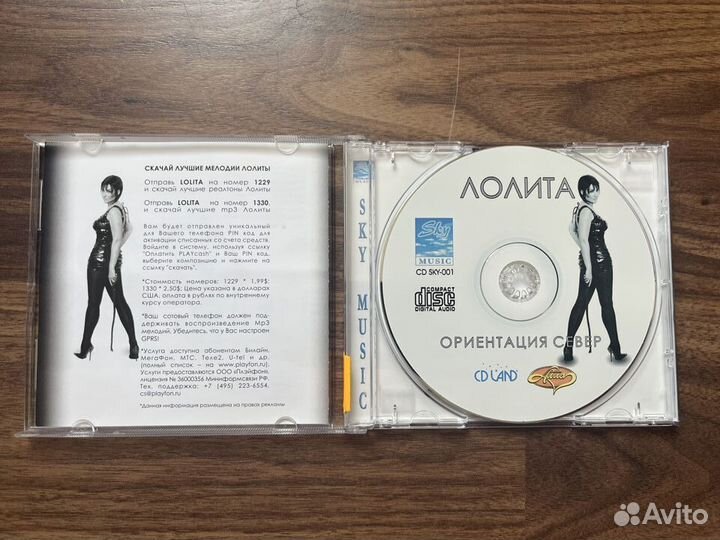 СКАЧАЙ ЛУЧШИЕ МЕЛОДИИ ЛОЛИТЫ
Отправь LOLITA на номер 1229
и скачай лучшие реалтоны Лолиты
Отправь LOLITA на номер 1330,
и скачай лучшие mp3 Лолиты
Вам будет отправлен уникальный
для Вашего телефона PIN код для
активации списанных со счета средств.
Войдите в систему, используя ссылку
"Оплатить PLAYcash" и Ваш PIN код,
выберите композицию и нажмите на
ссылку "скачать".
*Стоимость номеров: 1229 * 1,99$;
1330 * 2,50$; Цена указана в долларах
США, оплата в рублях по внутреннему
курсу оператора.
*Ваш сотовый телефон должен под-
держивать воспроизведение Mp3
мелодий. Убедитесь, что у Вас настроен
GPRS!
*Услуга доступна абонентам Билайн,
МегаФон, МТС, Теле2, U-tel и др.
(полный список – на www.playfon.ru).
Услуги предоставляются ООО «Плэйфон»,
лицензия № 36000356 Мининформсвязи РФ.
Тех. поддержка: +7 (495) 223-6554,
cs@playfon.ru
*Данная информация размещена на правах рекламы
SKY MUSIC
ЛОЛИТА
Sky
MUSIC
CD SKY-001
COMPACT
disc
DIGITAL AUDIO
ОРИЕНТАЦИЯ СЕВЕР
CD LAND
Avito